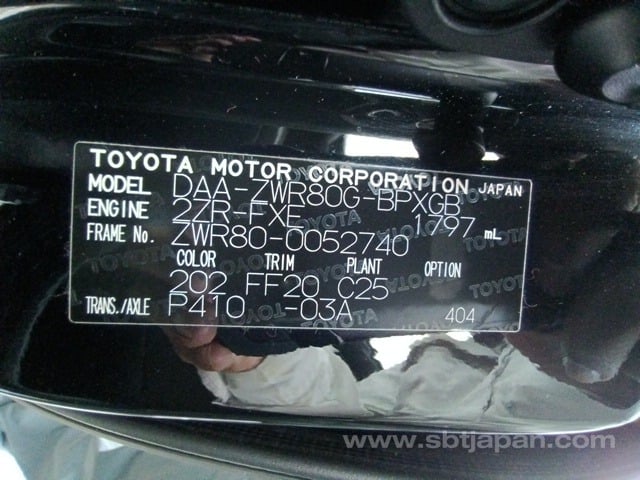 TOYOTA MOTOR CORPORATION JAPAN
MODEL DAA-ZWR80G-BPXGB
ENGINE 2ZR-FXE 1797 mL
FRAME No. ZWR80-0052740
COLOR TRIM PLANT OPTION
202 FF20 C25
TRANS./AXLE P410 -03A 404
www.sbtjapan.com